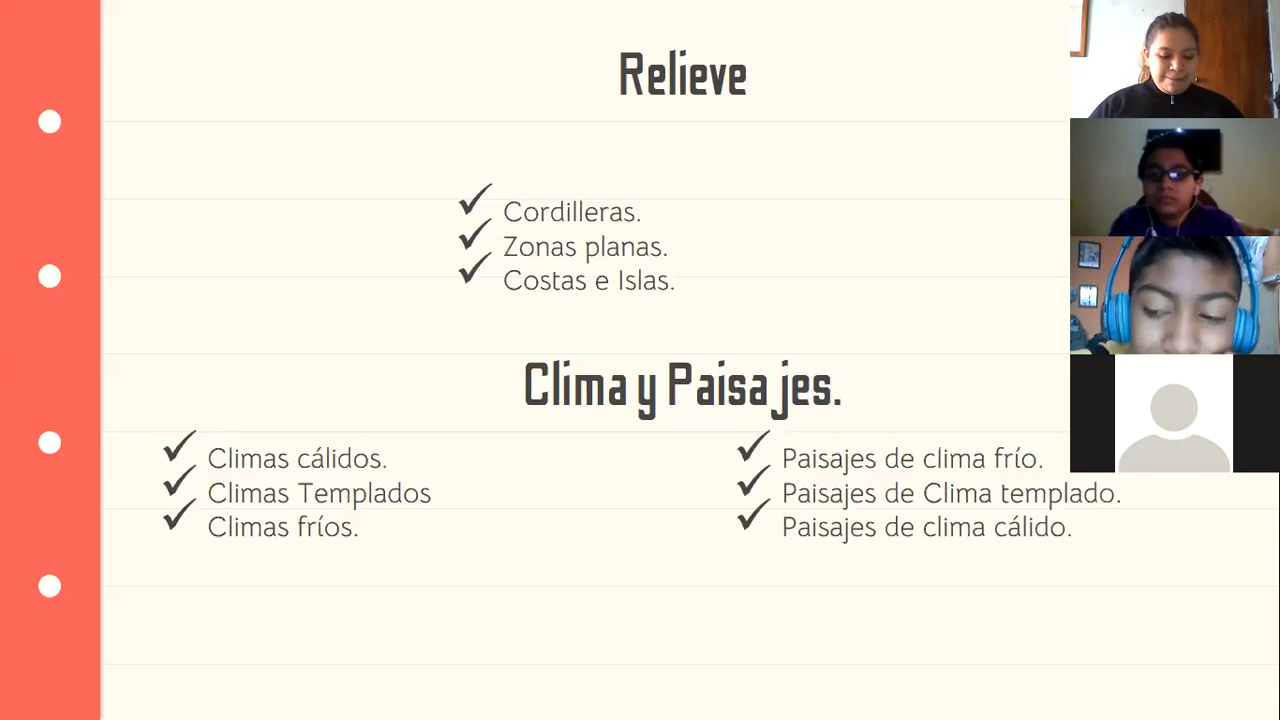 Relieve
Cordilleras.
Zonas planas.
Costas e Islas.
Clima y Paisajes.
Climas cálidos.
Climas Templados
Climas fríos.
Paisajes de clima frío.
Paisajes de Clima templado.
Paisajes de clima cálido.